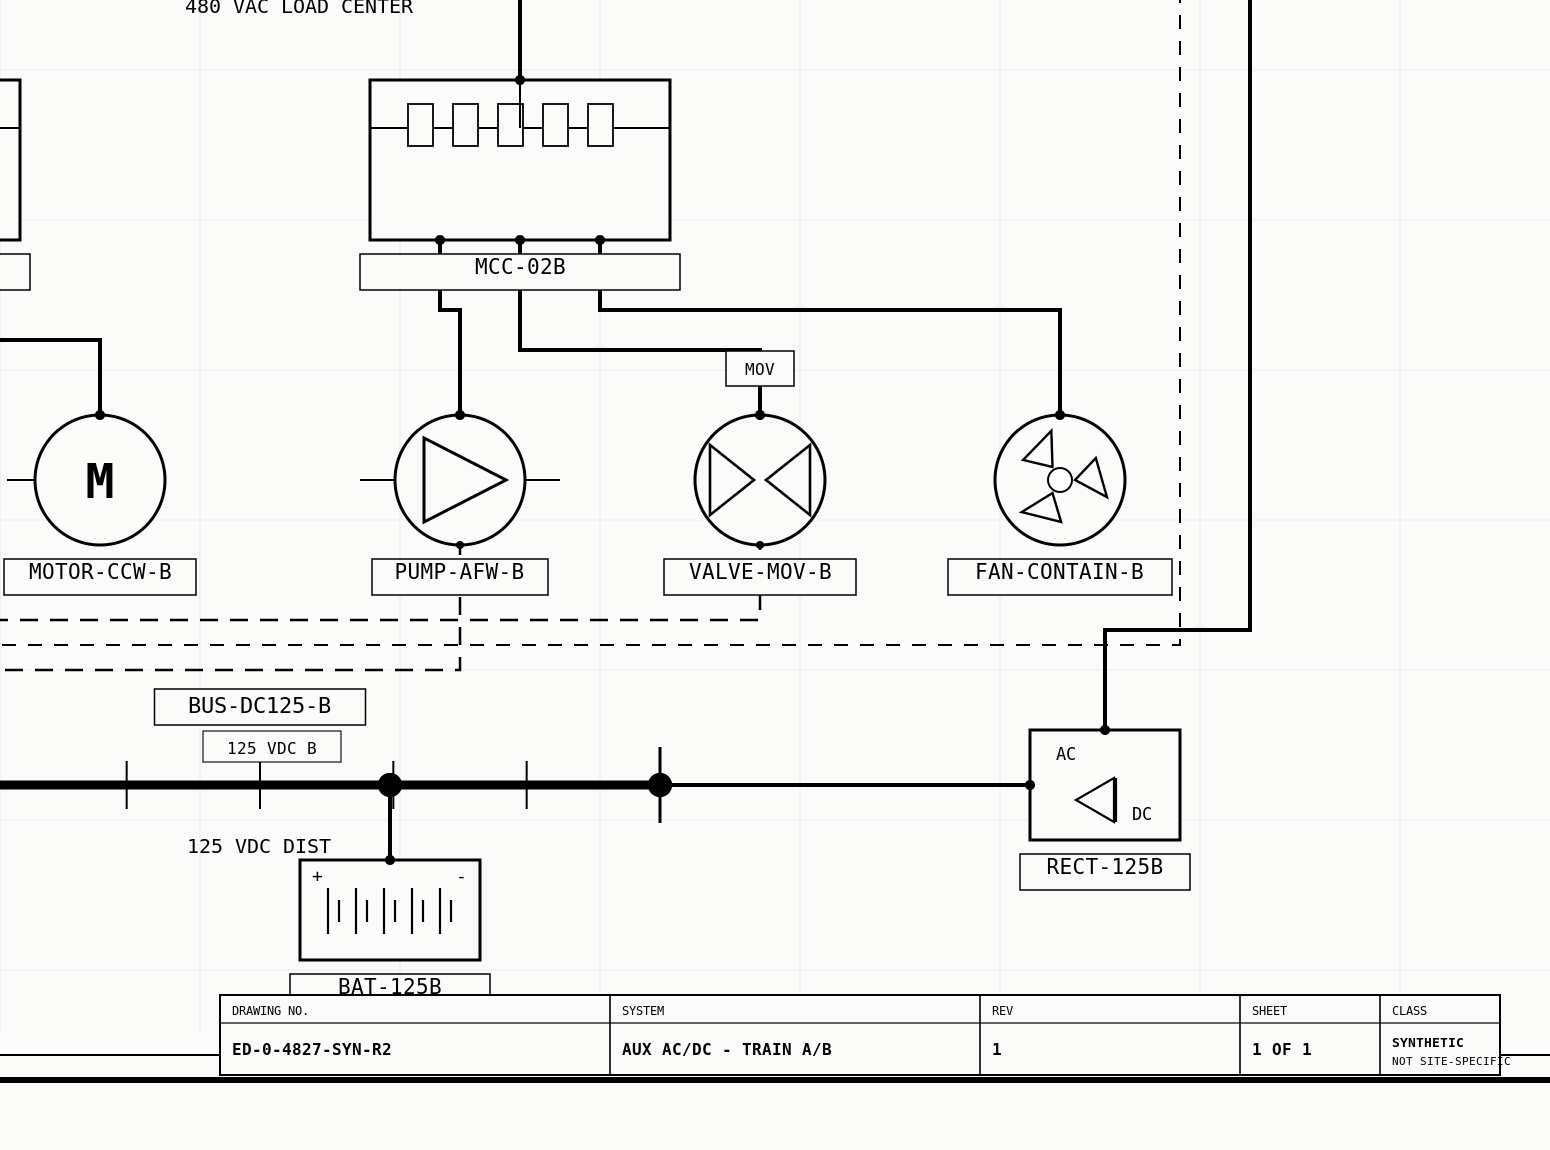 480 VAC LOAD CENTER
MCC-02B
MOV
M
MOTOR-CCW-B
PUMP-AFW-B
VALVE-MOV-B
FAN-CONTAIN-B
BUS-DC125-B
125 VDC B
AC
DC
125 VDC DIST
RECT-125B
+ -
BAT-125B
DRAWING NO. SYSTEM REV SHEET CLASS
ED-0-4827-SYN-R2 AUX AC/DC - TRAIN A/B 1 1 OF 1 SYNTHETIC
NOT SITE-SPECIFIC